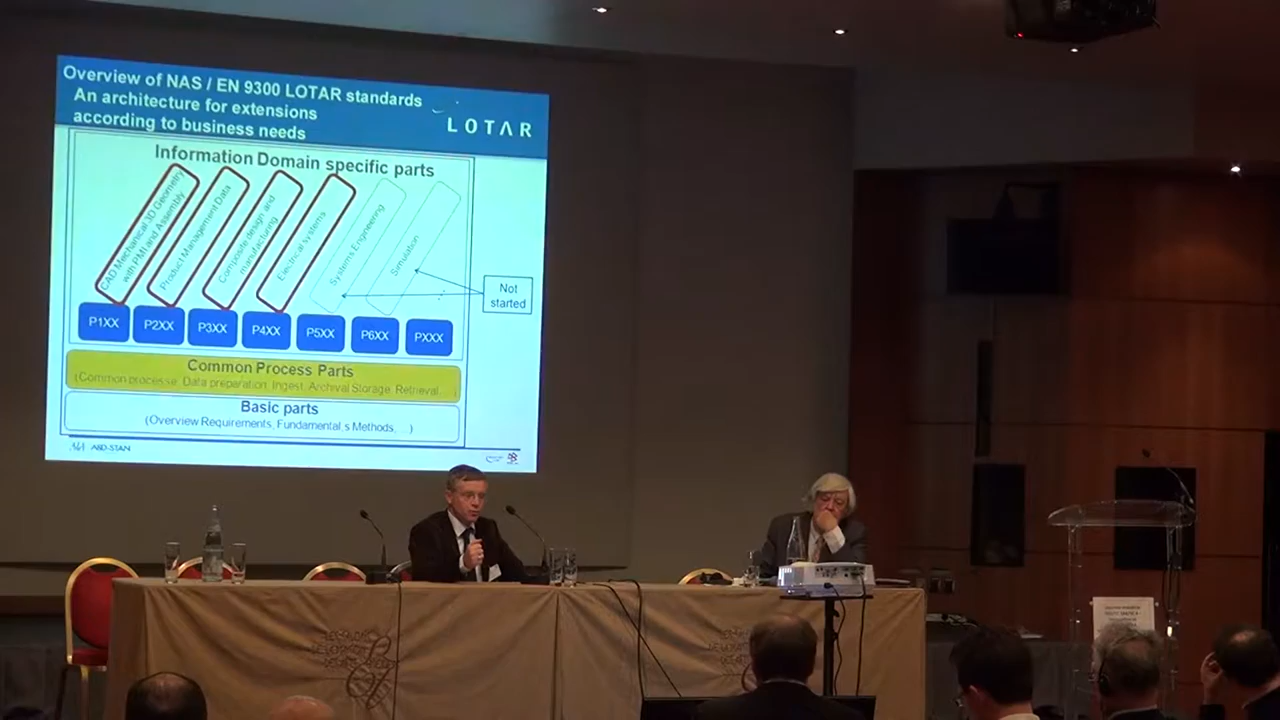 Overview of NAS / EN 9300 LOTAR standards
An architecture for extensions
according to business needs
LOTAR
Information Domain specific parts
CAD Mechanical 3D Geometry
with PMI and Assembly
Product Management Data
Composite design and
manufacturing
Electrical systems
Systems Engineering
Simulation
Not
started
P1XX
P2XX
P3XX
P4XX
P5XX
P6XX
PXXX
Common Process Parts
(Common processe, Data preparation, Ingest, Archival Storage, Retrieval, ...)
Basic parts
(Overview Requirements, Fundamental,s Methods, ...)
ASD-STAN